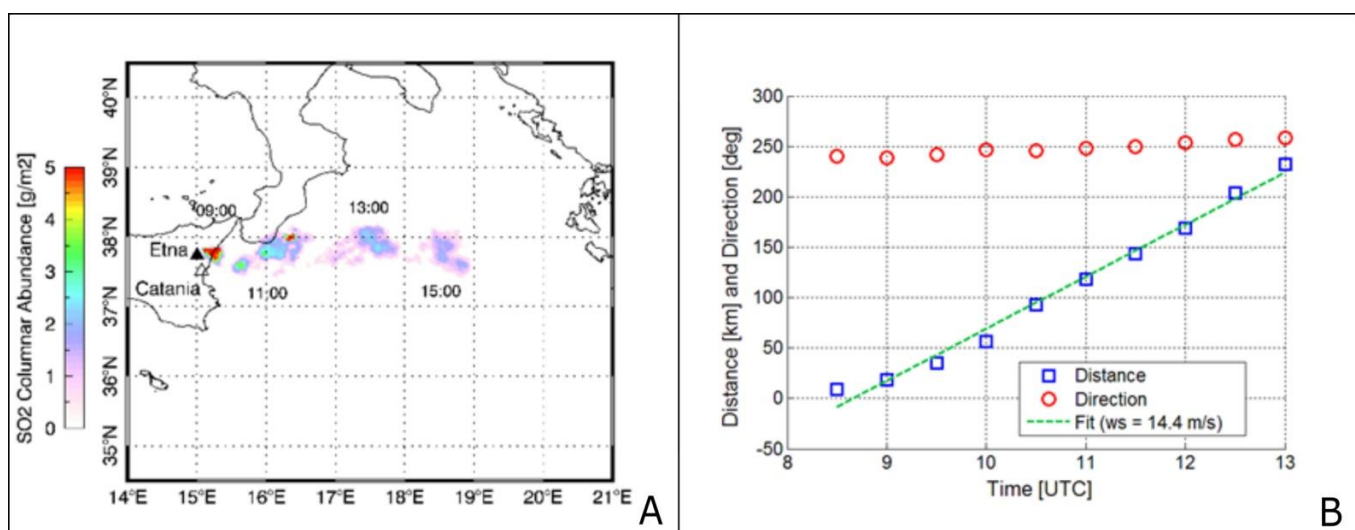 SO2 Columnar Abundance [g/m2]
5
4
3
2
1
0
40°N
39°N
38°N
37°N
36°N
35°N
09:00
13:00
Etna
Catania
11:00
15:00
14°E 15°E 16°E 17°E 18°E 19°E 20°E 21°E
A
Distance [km] and Direction [deg]
300
250
200
150
100
50
0
-50
Distance
Direction
Fit (ws = 14.4 m/s)
8 9 10 11 12 13
Time [UTC]
B